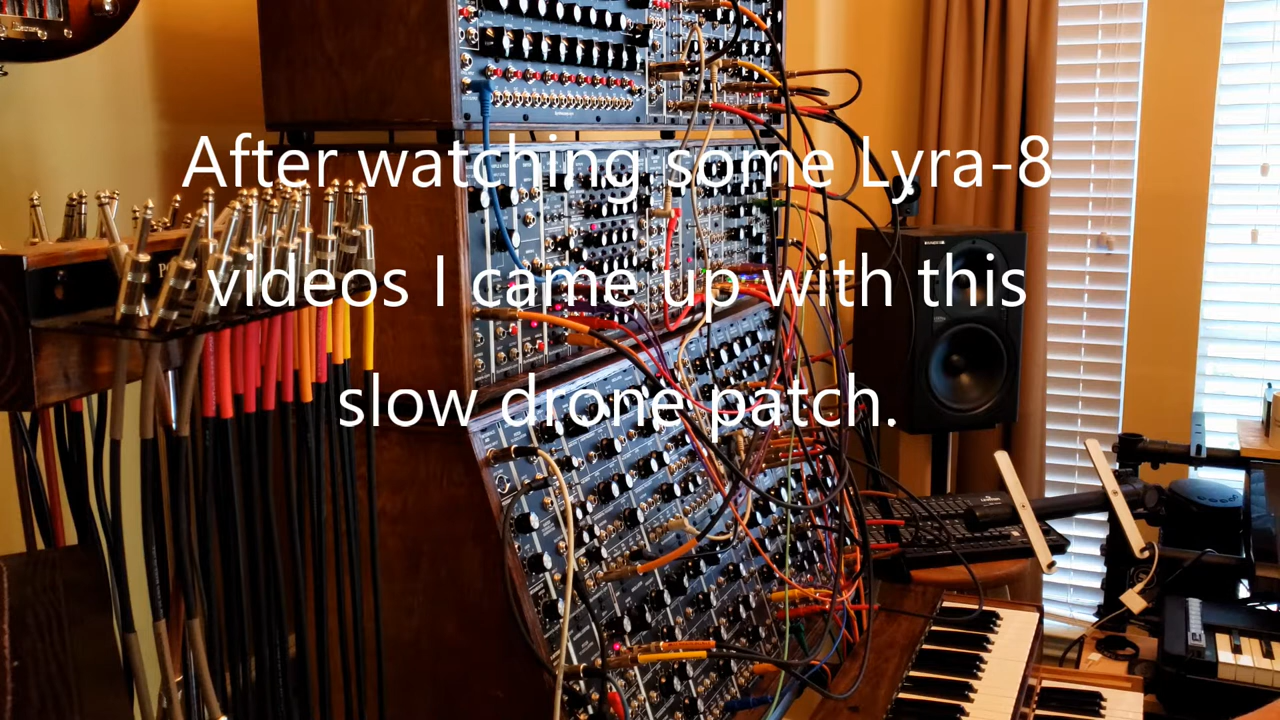 After watching some Lyra-8
videos I came up with this
slow drone patch.